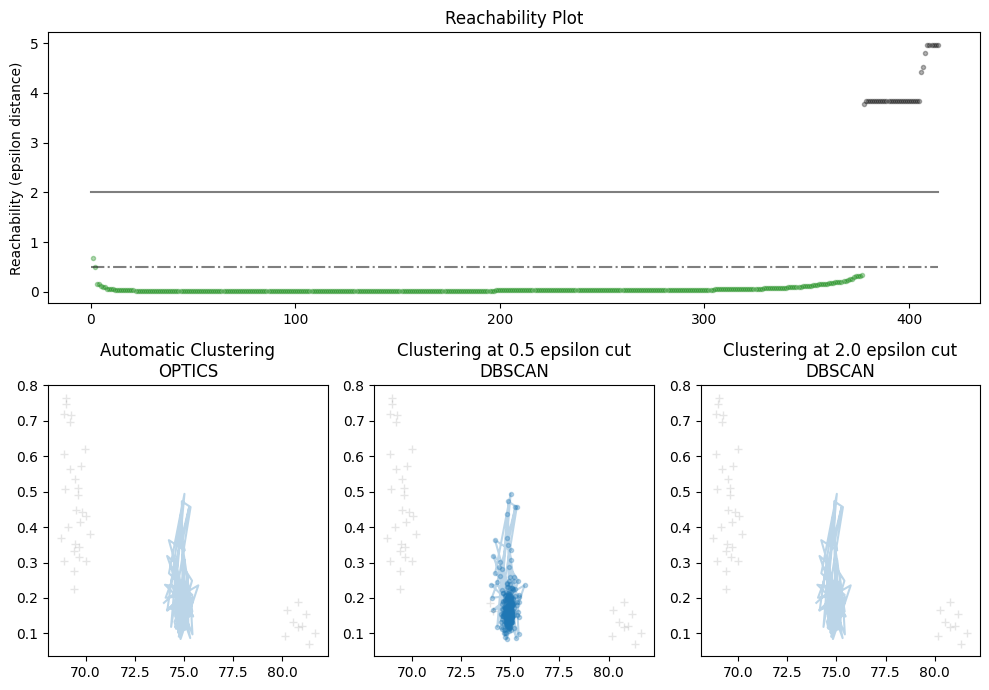 Reachability Plot
Reachability (epsilon distance)
5
4
3
2
1
0
0 100 200 300 400
Automatic Clustering
OPTICS
Clustering at 0.5 epsilon cut
DBSCAN
Clustering at 2.0 epsilon cut
DBSCAN
0.8 0.8 0.8
0.7 0.7 0.7
0.6 0.6 0.6
0.5 0.5 0.5
0.4 0.4 0.4
0.3 0.3 0.3
0.2 0.2 0.2
0.1 0.1 0.1
70.0 72.5 75.0 77.5 80.0 70.0 72.5 75.0 77.5 80.0 70.0 72.5 75.0 77.5 80.0